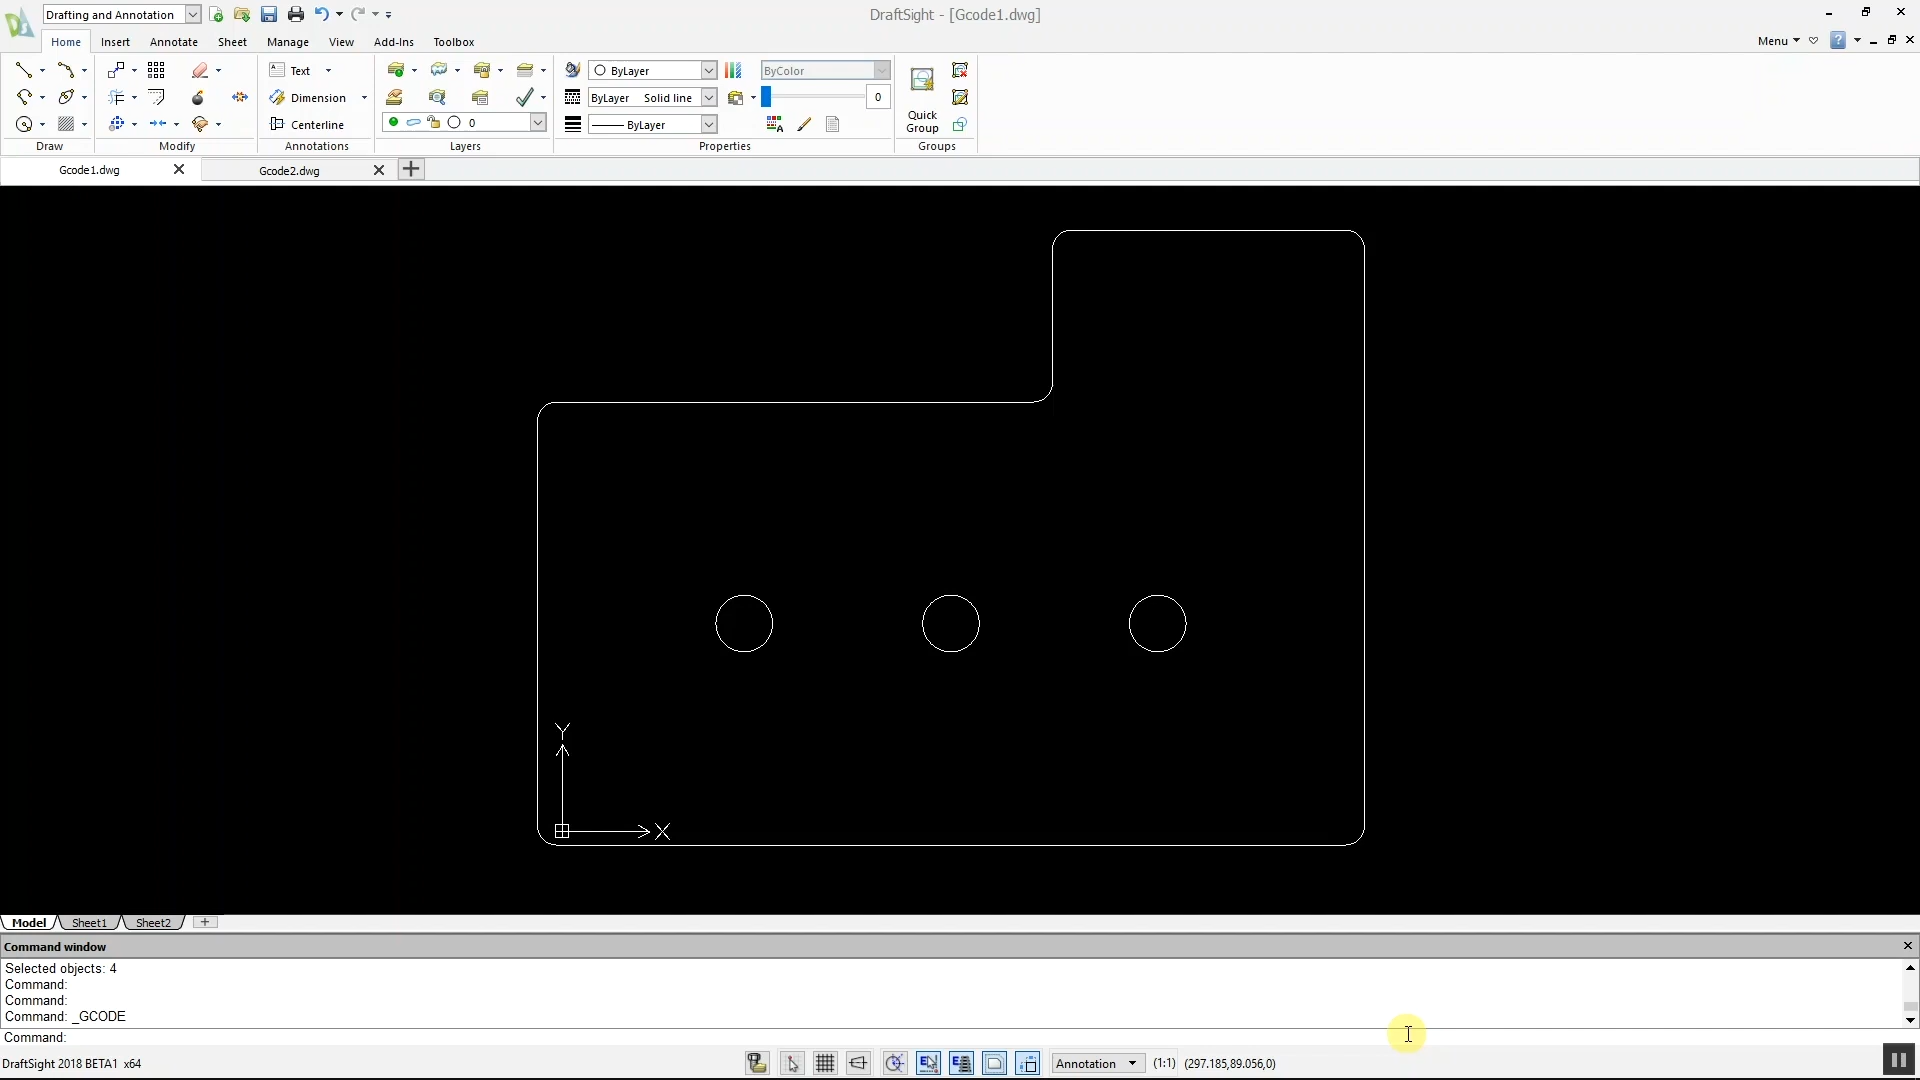 Drafting and Annotation
DraftSight - [Gcode1.dwg]
Home Insert Annotate Sheet Manage View Add-Ins Toolbox
Menu ?
A Text
Dimension
Centerline
0
ByLayer
ByLayer Solid line
ByLayer
ByColor
0
A
Quick
Group
Draw Modify Annotations Layers Properties Groups
Gcode1.dwg Gcode2.dwg
Y
X
Model Sheet1 Sheet2 +
Command window
Selected objects: 4
Command:
Command:
Command: _GCODE
Command:
DraftSight 2018 BETA1 x64
Annotation (1:1) (297.185,89.056,0)